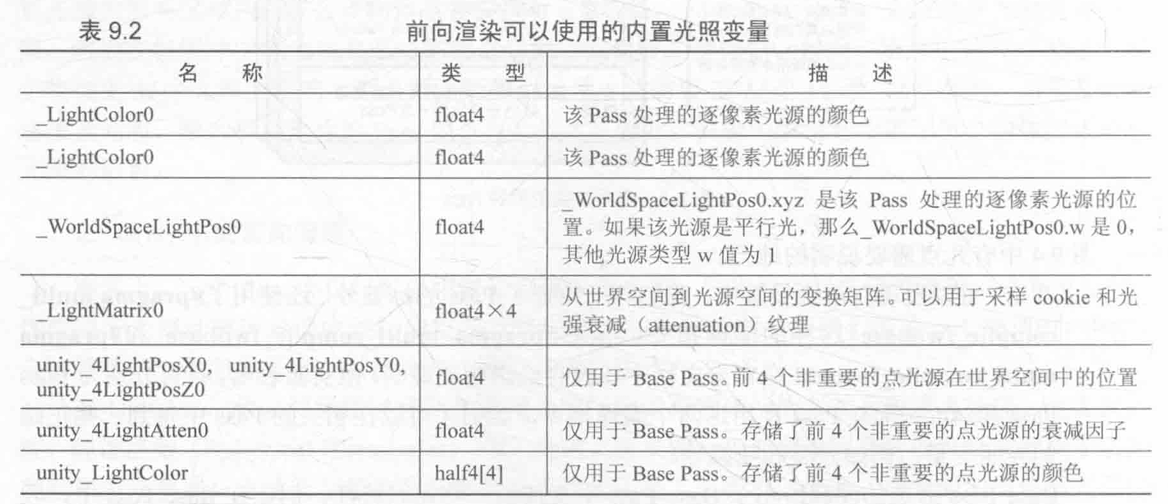 表 9.2 前向渲染可以使用的内置光照变量
名 称 类 型 描 述
_LightColor0 float4 该 Pass 处理的逐像素光源的颜色
_LightColor0 float4 该 Pass 处理的逐像素光源的颜色
_WorldSpaceLightPos0 float4 _WorldSpaceLightPos0.xyz 是该 Pass 处理的逐像素光源的位
置。如果该光源是平行光，那么_WorldSpaceLightPos0.w 是 0，
其他光源类型 w 值为 1
_LightMatrix0 float4×4 从世界空间到光源空间的变换矩阵。可以用于采样 cookie 和光
强衰减（attenuation）纹理
unity_4LightPosX0, unity_4LightPosY0,
unity_4LightPosZ0 float4 仅用于 Base Pass。前 4 个非重要的点光源在世界空间中的位置
unity_4LightAtten0 float4 仅用于 Base Pass。存储了前 4 个非重要的点光源的衰减因子
unity_LightColor half4[4] 仅用于 Base Pass。存储了前 4 个非重要的点光源的颜色